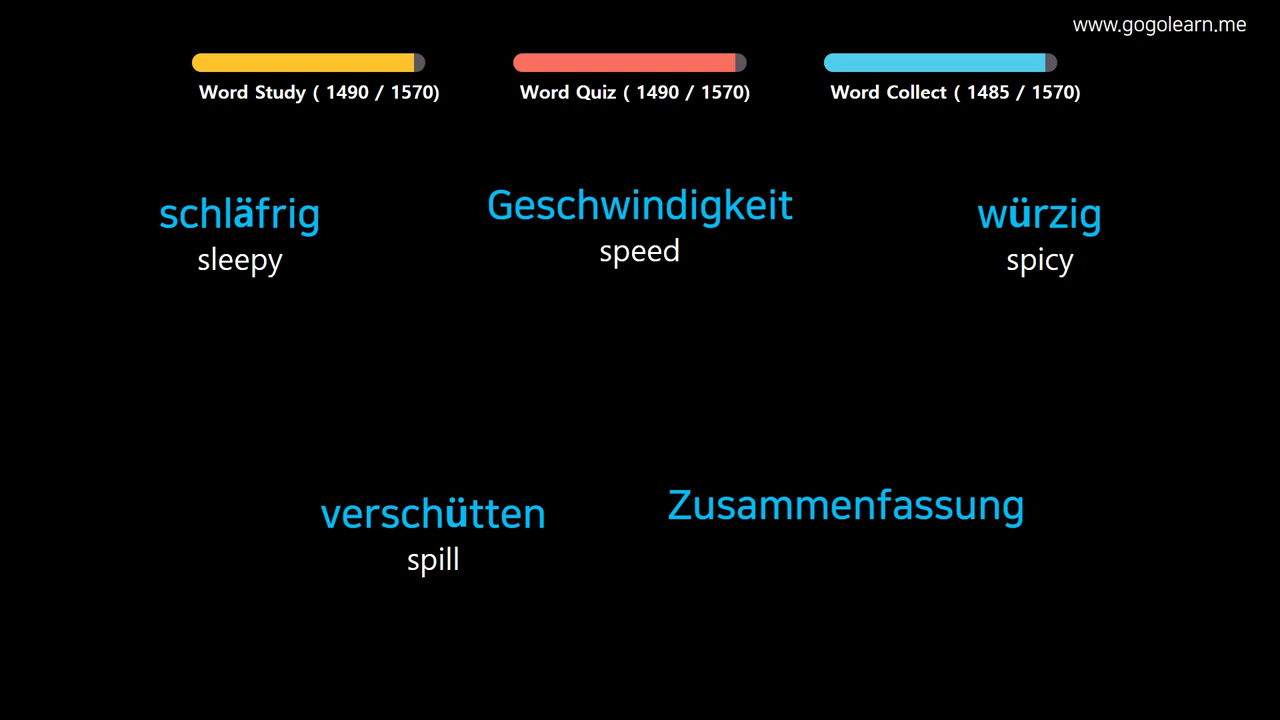 www.gogolearn.me
Word Study ( 1490 / 1570)
Word Quiz ( 1490 / 1570)
Word Collect ( 1485 / 1570)
schläfrig
sleepy
Geschwindigkeit
speed
würzig
spicy
verschütten
spill
Zusammenfassung